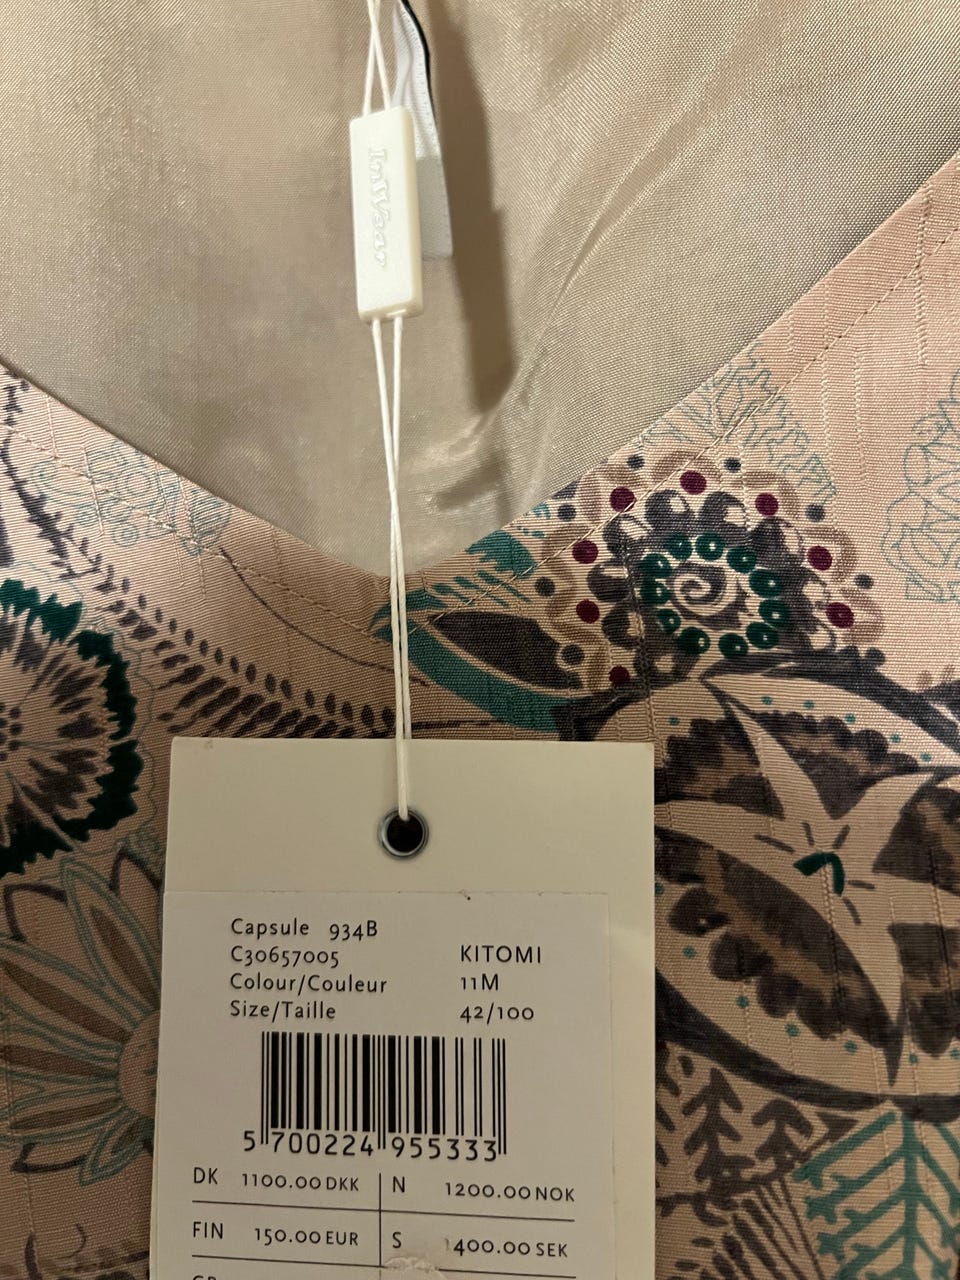 InWear
Capsule 934B
C30657005 KITOMI
Colour/Couleur 11M
Size/Taille 42/100
5 700224 955333
DK 1100.00 DKK N 1200.00 NOK
FIN 150.00 EUR S 1400.00 SEK